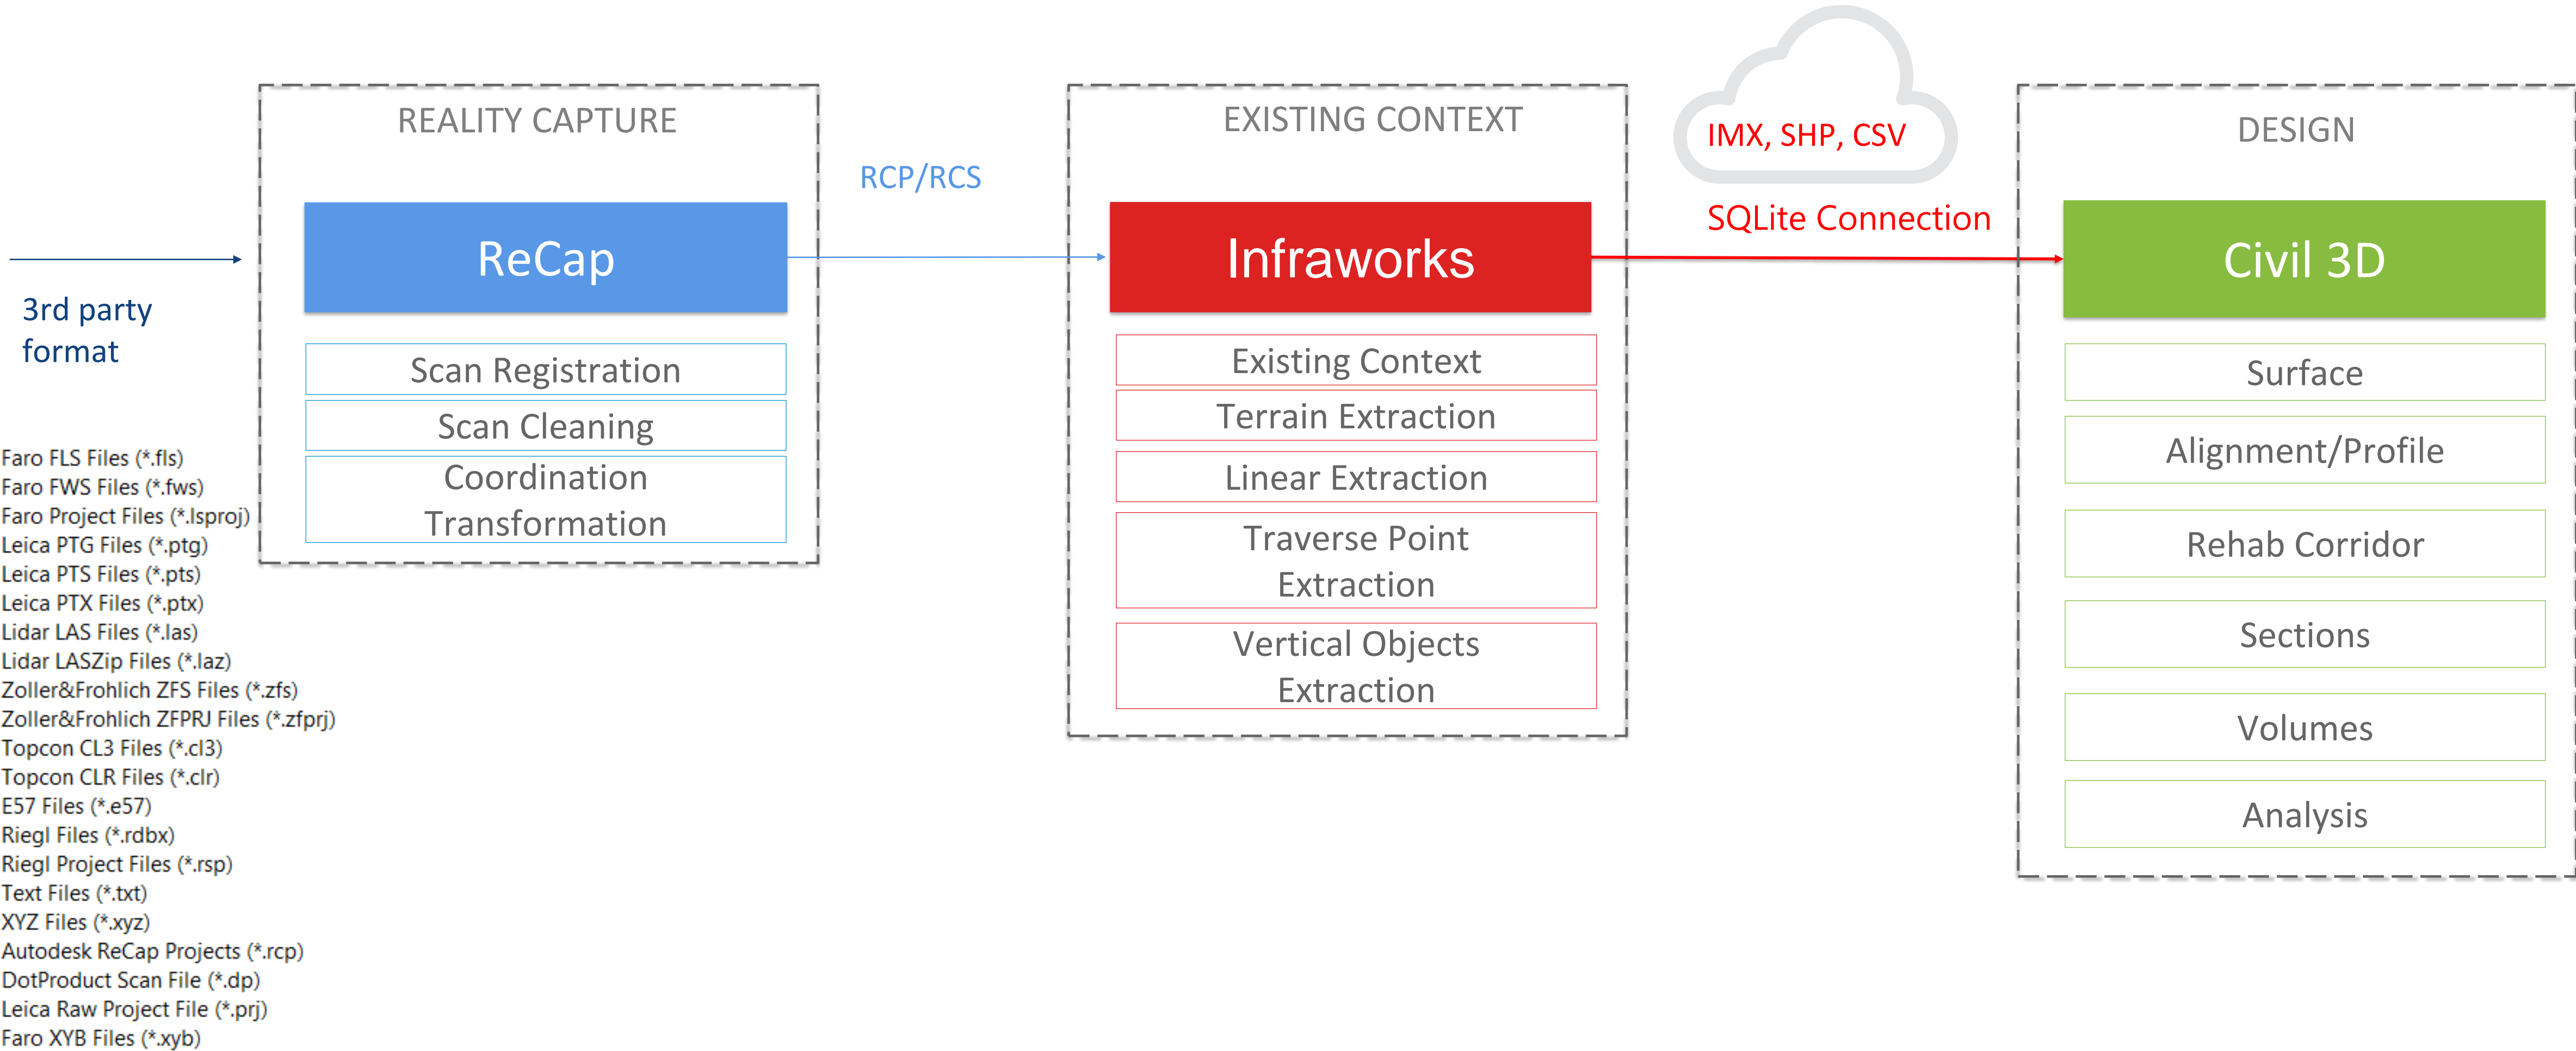 REALITY CAPTURE
ReCap
Scan Registration
Scan Cleaning
Coordination
Transformation
3rd party
format
Faro FLS Files (*.fls)
Faro FWS Files (*.fws)
Faro Project Files (*.lsproj)
Leica PTG Files (*.ptg)
Leica PTS Files (*.pts)
Leica PTX Files (*.ptx)
Lidar LAS Files (*.las)
Lidar LASZip Files (*.laz)
Zoller&Frohlich ZFS Files (*.zfs)
Zoller&Frohlich ZFPRJ Files (*.zfprj)
Topcon CL3 Files (*.cl3)
Topcon CLR Files (*.clr)
E57 Files (*.e57)
Riegl Files (*.rdbx)
Riegl Project Files (*.rsp)
Text Files (*.txt)
XYZ Files (*.xyz)
Autodesk ReCap Projects (*.rcp)
DotProduct Scan File (*.dp)
Leica Raw Project File (*.prj)
Faro XYB Files (*.xyb)
RCP/RCS
EXISTING CONTEXT
Infraworks
Existing Context
Terrain Extraction
Linear Extraction
Traverse Point
Extraction
Vertical Objects
Extraction
IMX, SHP, CSV
SQLite Connection
DESIGN
Civil 3D
Surface
Alignment/Profile
Rehab Corridor
Sections
Volumes
Analysis